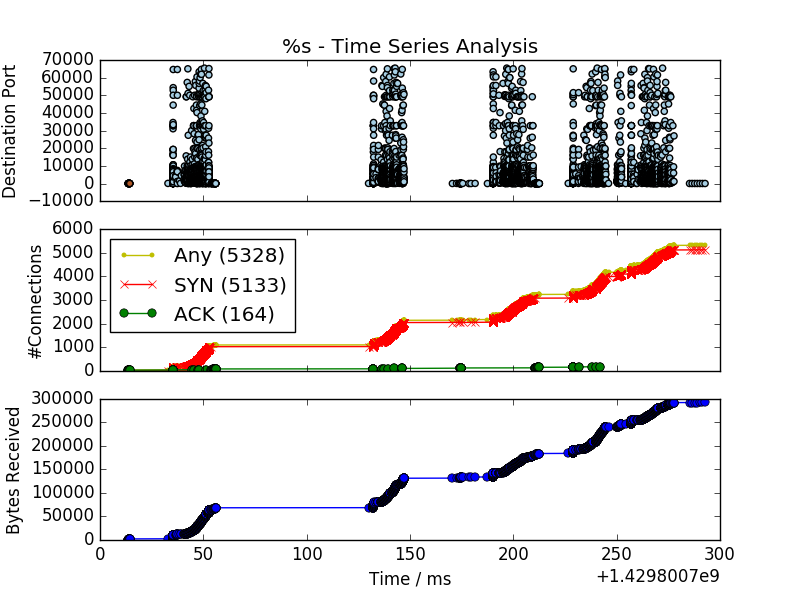 %s - Time Series Analysis
Destination Port
70000
60000
50000
40000
30000
20000
10000
0
−10000
#Connections
6000
5000
4000
3000
2000
1000
0
Any (5328)
SYN (5133)
ACK (164)
Bytes Received
300000
250000
200000
150000
100000
50000
0
0 50 100 150 200 250 300
Time / ms
+1.4298007e9